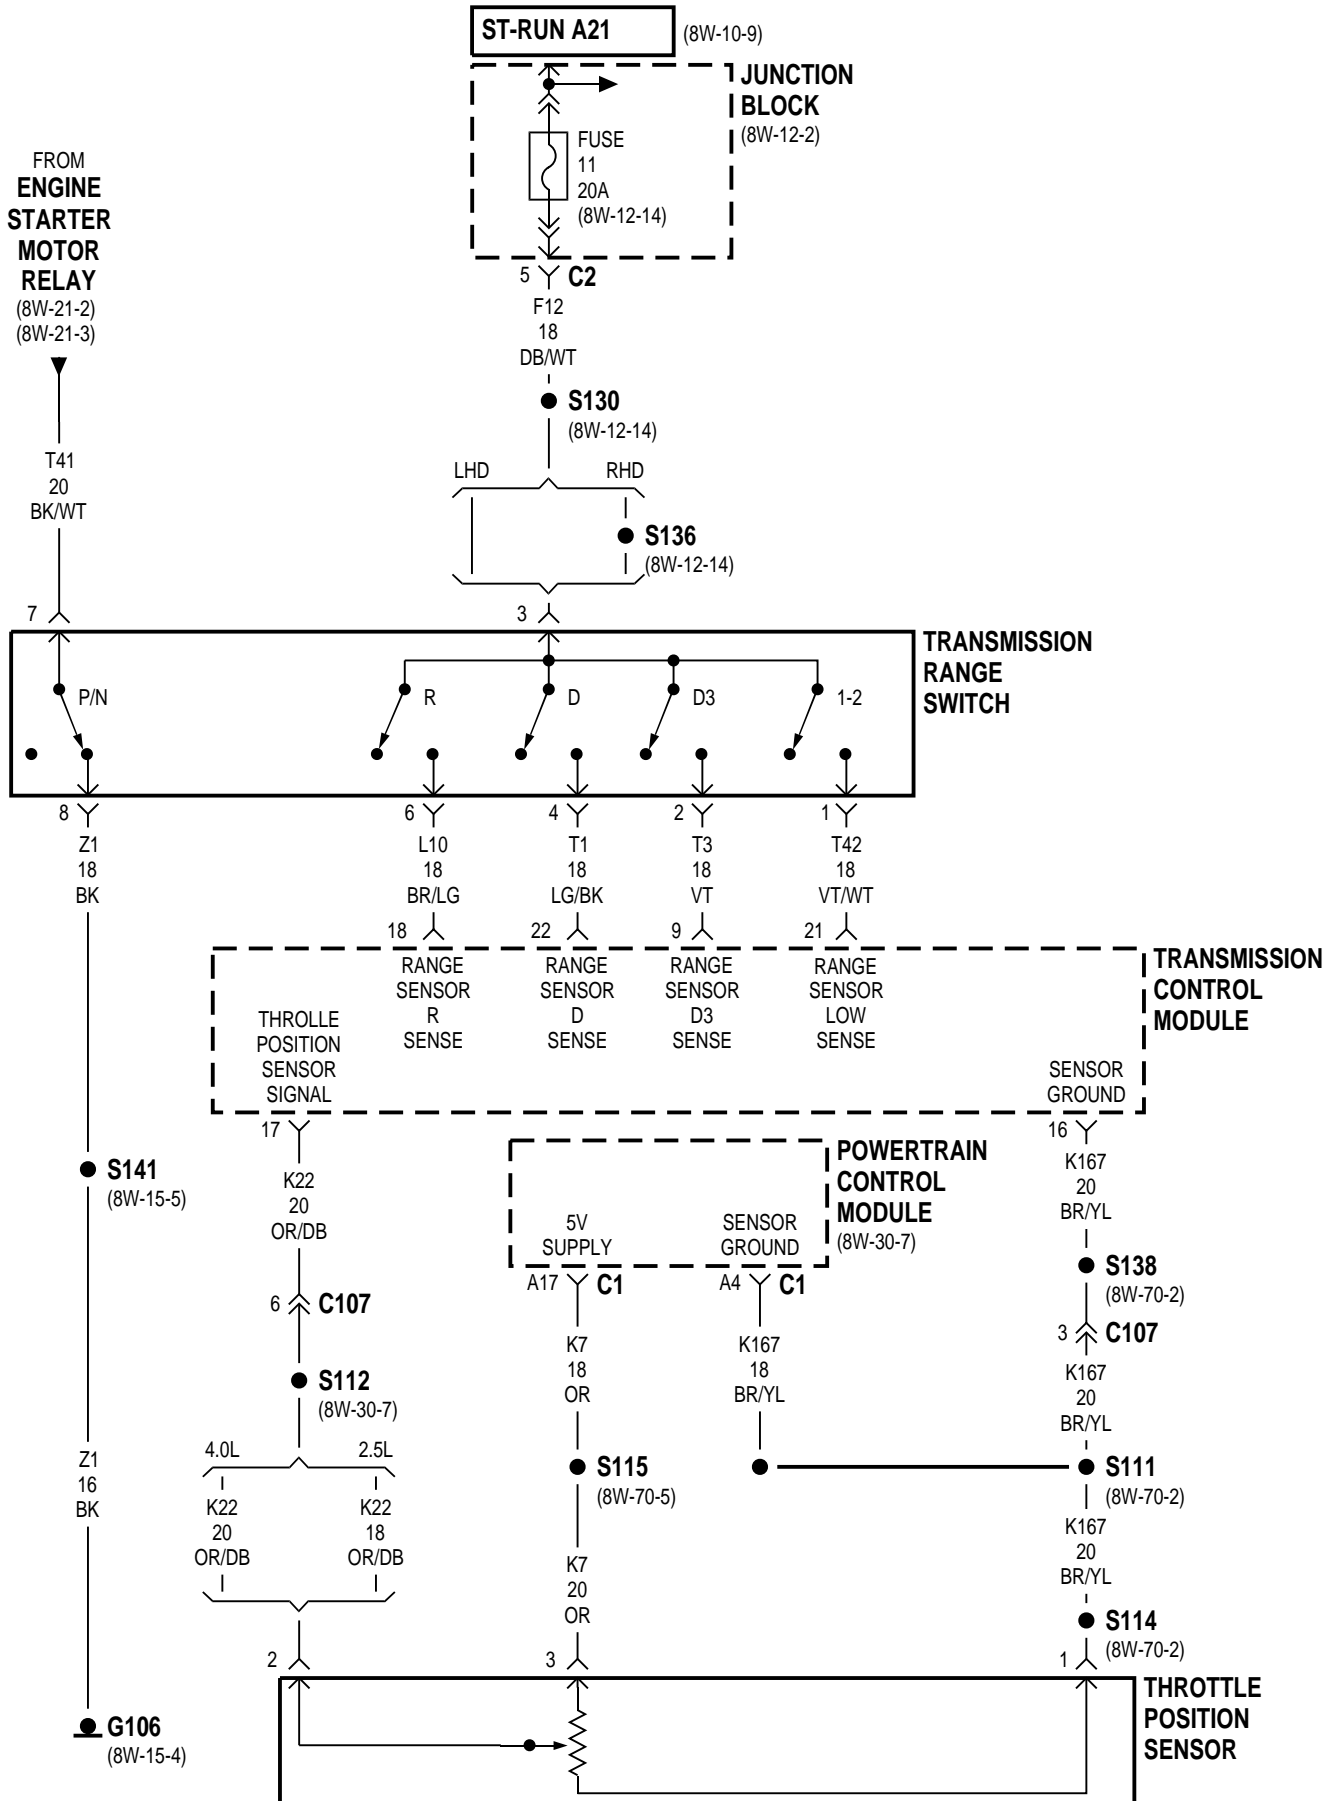 ST-RUN A21
(8W-10-9)
JUNCTION
BLOCK
(8W-12-2)
FUSE
11
20A
(8W-12-14)
FROM
ENGINE
STARTER
MOTOR
RELAY
(8W-21-2)
(8W-21-3)
5
C2
F12
18
DB/WT
S130
(8W-12-14)
LHD
RHD
T41
20
BK/WT
S136
(8W-12-14)
7
3
TRANSMISSION
RANGE
SWITCH
P/N
R
D
D3
1-2
8
6
4
2
1
Z1
18
BK
L10
18
BR/LG
T1
18
LG/BK
T3
18
VT
T42
18
VT/WT
18
22
9
21
TRANSMISSION
CONTROL
MODULE
RANGE
SENSOR
R
SENSE
RANGE
SENSOR
D
SENSE
RANGE
SENSOR
D3
SENSE
RANGE
SENSOR
LOW
SENSE
THROLLE
POSITION
SENSOR
SIGNAL
SENSOR
GROUND
17
16
POWERTRAIN
CONTROL
MODULE
(8W-30-7)
S141
(8W-15-5)
K22
20
OR/DB
K167
20
BR/YL
5V
SUPPLY
SENSOR
GROUND
S138
(8W-70-2)
A17
C1
A4
C1
6
C107
3
C107
K7
18
OR
K167
18
BR/YL
K167
20
BR/YL
S112
(8W-30-7)
4.0L
2.5L
Z1
16
BK
S115
(8W-70-5)
S111
(8W-70-2)
K22
20
OR/DB
K22
18
OR/DB
K7
20
OR
K167
20
BR/YL
S114
(8W-70-2)
2
3
1
THROTTLE
POSITION
SENSOR
G106
(8W-15-4)